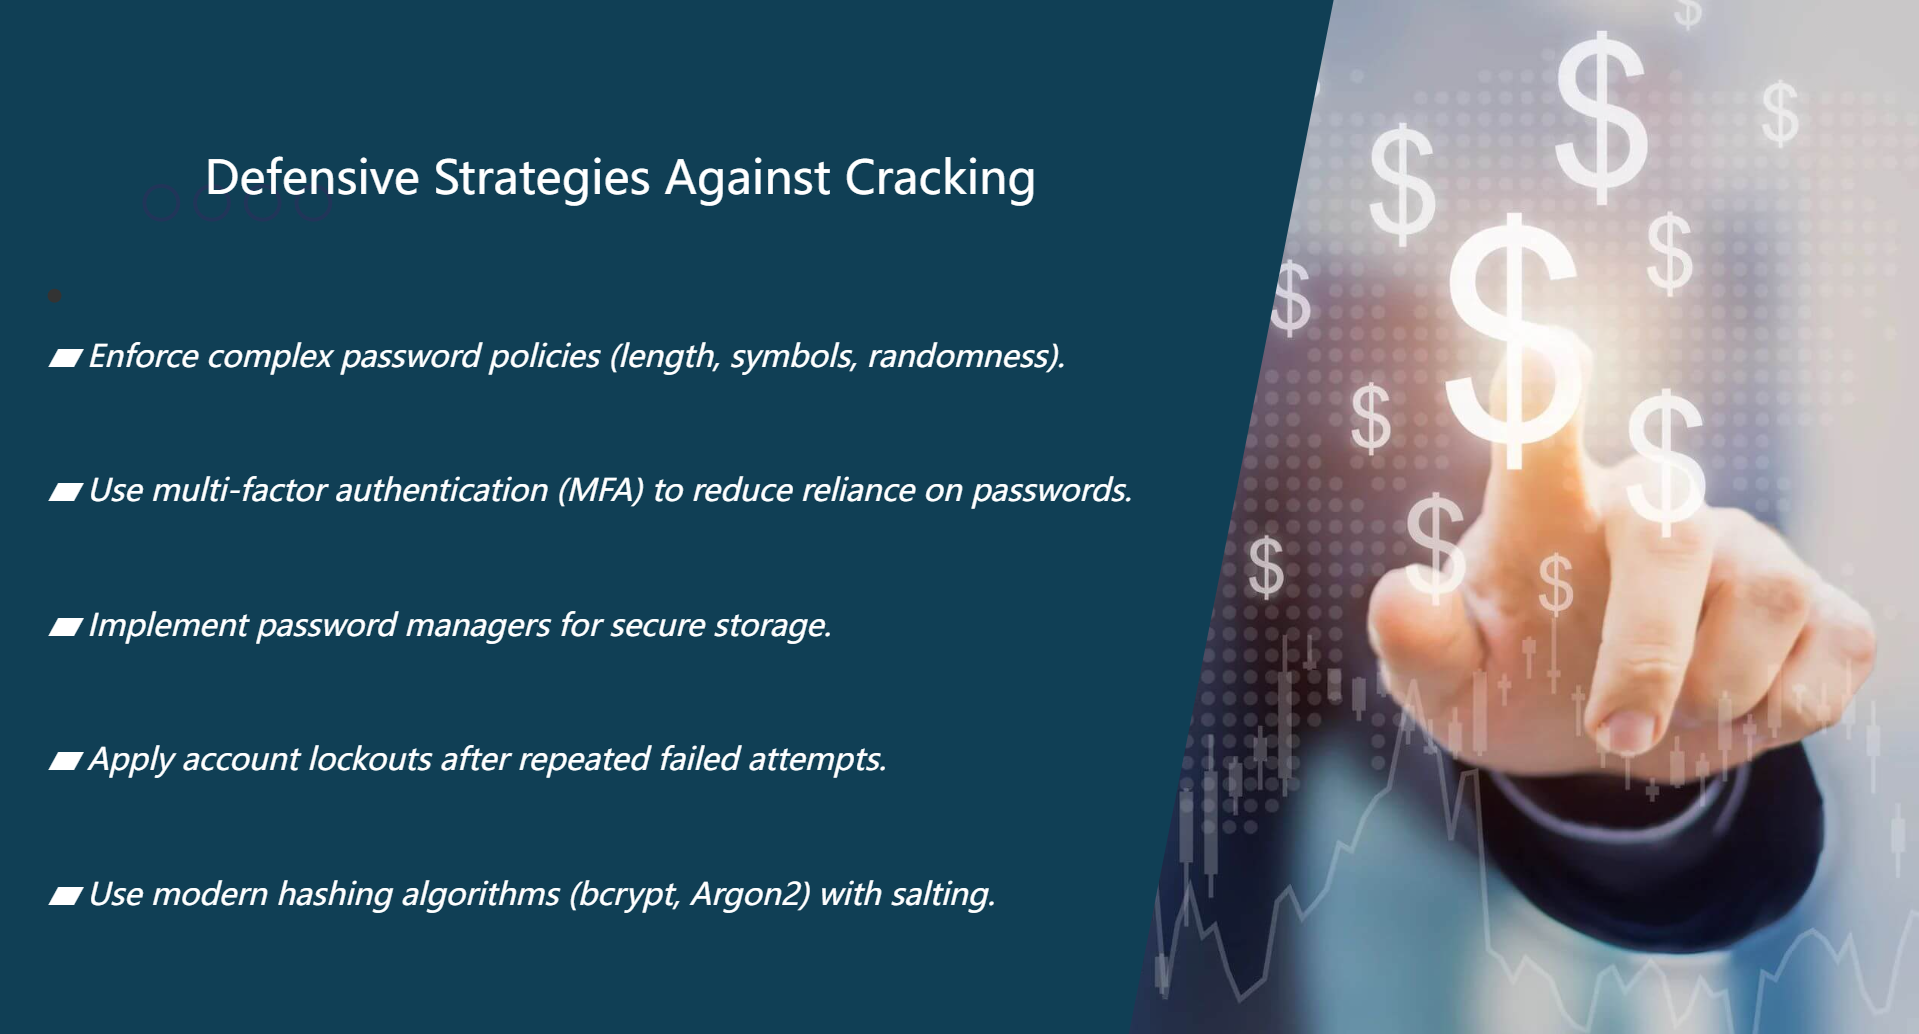 Defensive Strategies Against Cracking
Enforce complex password policies (length, symbols, randomness).
Use multi-factor authentication (MFA) to reduce reliance on passwords.
Implement password managers for secure storage.
Apply account lockouts after repeated failed attempts.
Use modern hashing algorithms (bcrypt, Argon2) with salting.